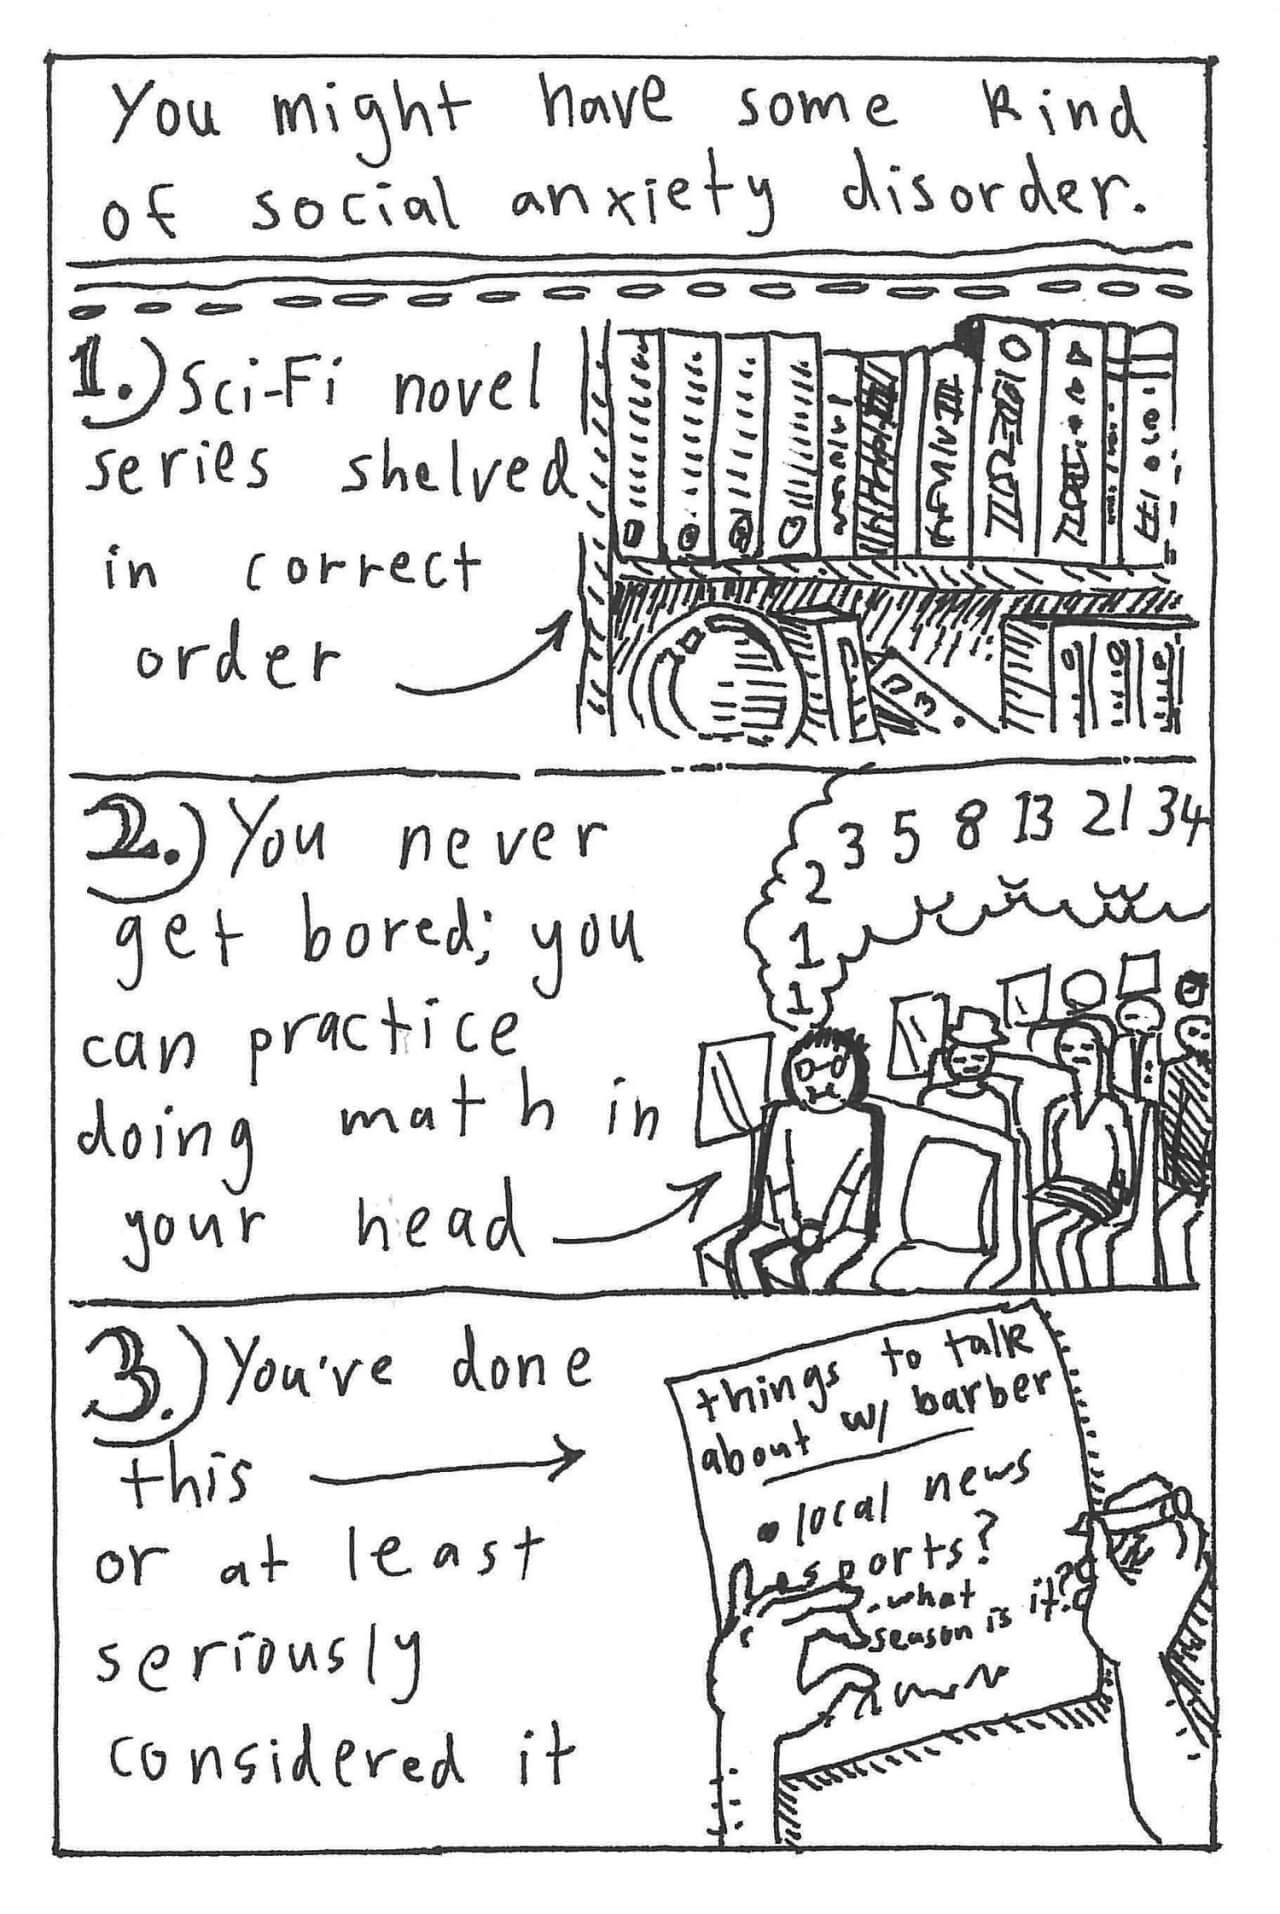 You might have some kind
of social anxiety disorder.
1.) Sci-Fi novel
series shelved
in correct
order
2.) You never
get bored; you
can practice
doing math in
your head
3 5 8 13 21 34
2
1
1
3.) You've done
this
or at least
seriously
considered it
things to talk
about w/ barber
• local news
• sports?
- what
season is it?